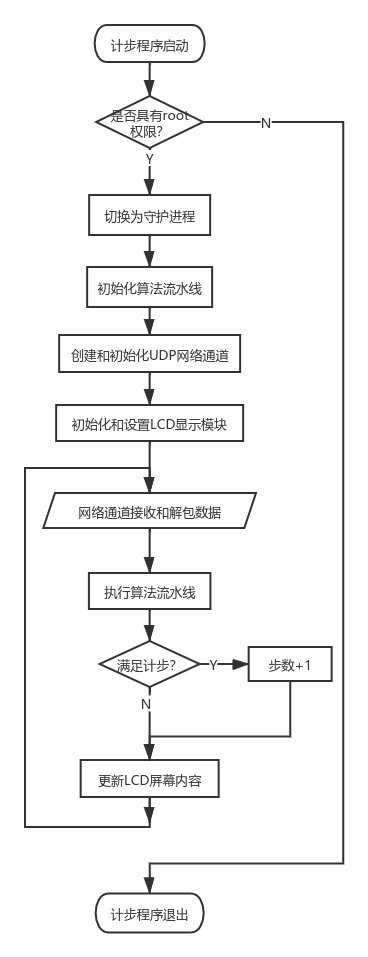 计步程序启动
是否具有root
权限?
N
Y
切换为守护进程
初始化算法流水线
创建和初始化UDP网络通道
初始化和设置LCD显示模块
网络通道接收和解包数据
执行算法流水线
满足计步?
Y
步数+1
N
更新LCD屏幕内容
计步程序退出